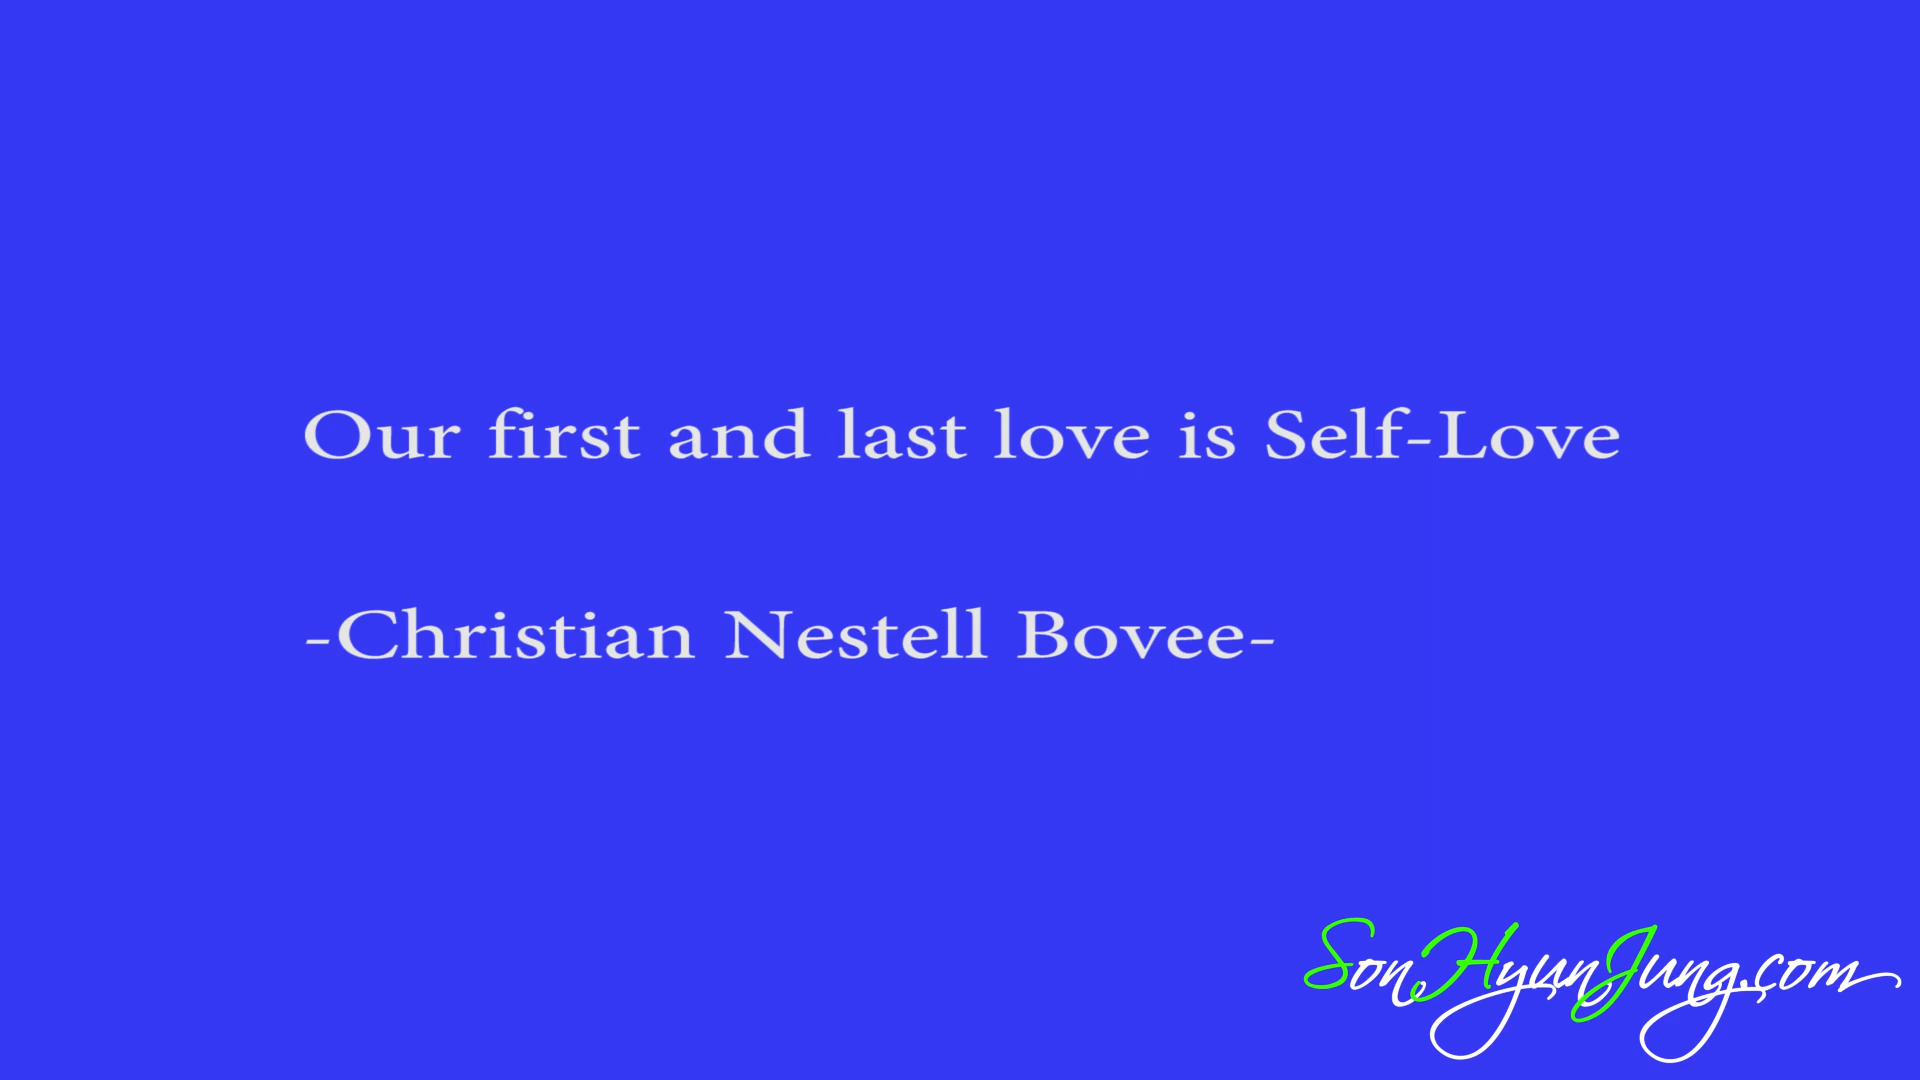 Our first and last love is Self-Love
-Christian Nestell Bovee-
SonHyunJung.com